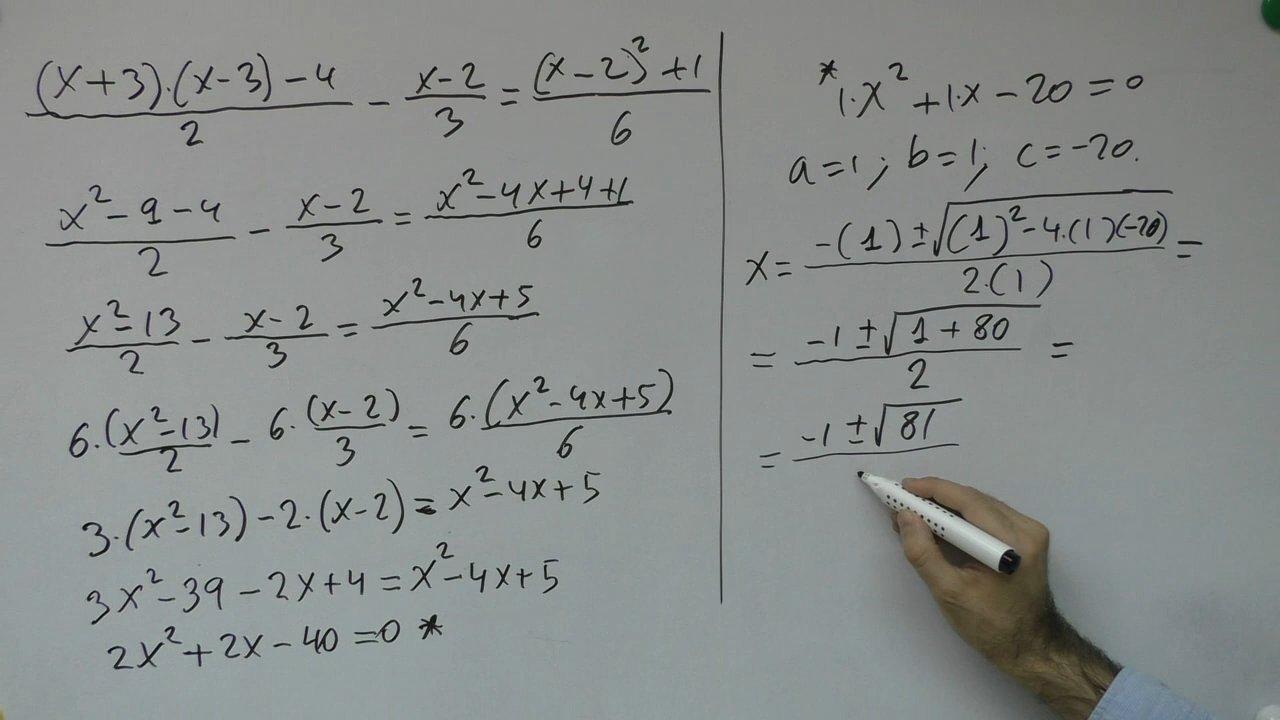 ((x+3)·(x-3)-4)/2 - (x-2)/3 = ((x-2)²+1)/6
(x²-9-4)/2 - (x-2)/3 = (x²-4x+4+1)/6
(x²-13)/2 - (x-2)/3 = (x²-4x+5)/6
6·(x²-13)/2 - 6·(x-2)/3 = 6·(x²-4x+5)/6
3·(x²-13)-2·(x-2)=x²-4x+5
3x²-39-2x+4=x²-4x+5
2x²+2x-40=0 *
* 1·x²+1·x-20=0
a=1; b=1; c=-20.
x= (-(1)±√((1)²-4·(1)(-20)))/(2·(1)) =
= (-1±√(1+80))/2 =
= (-1±√81)/